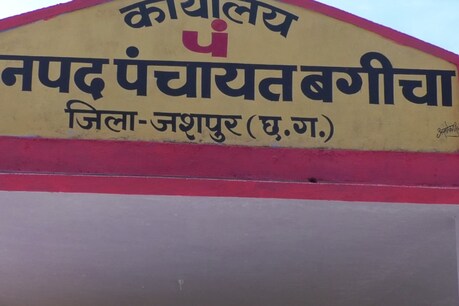 कार्यालय
पं
नपद पंचायत बगीचा
जिला-जशपुर (छ.ग.)